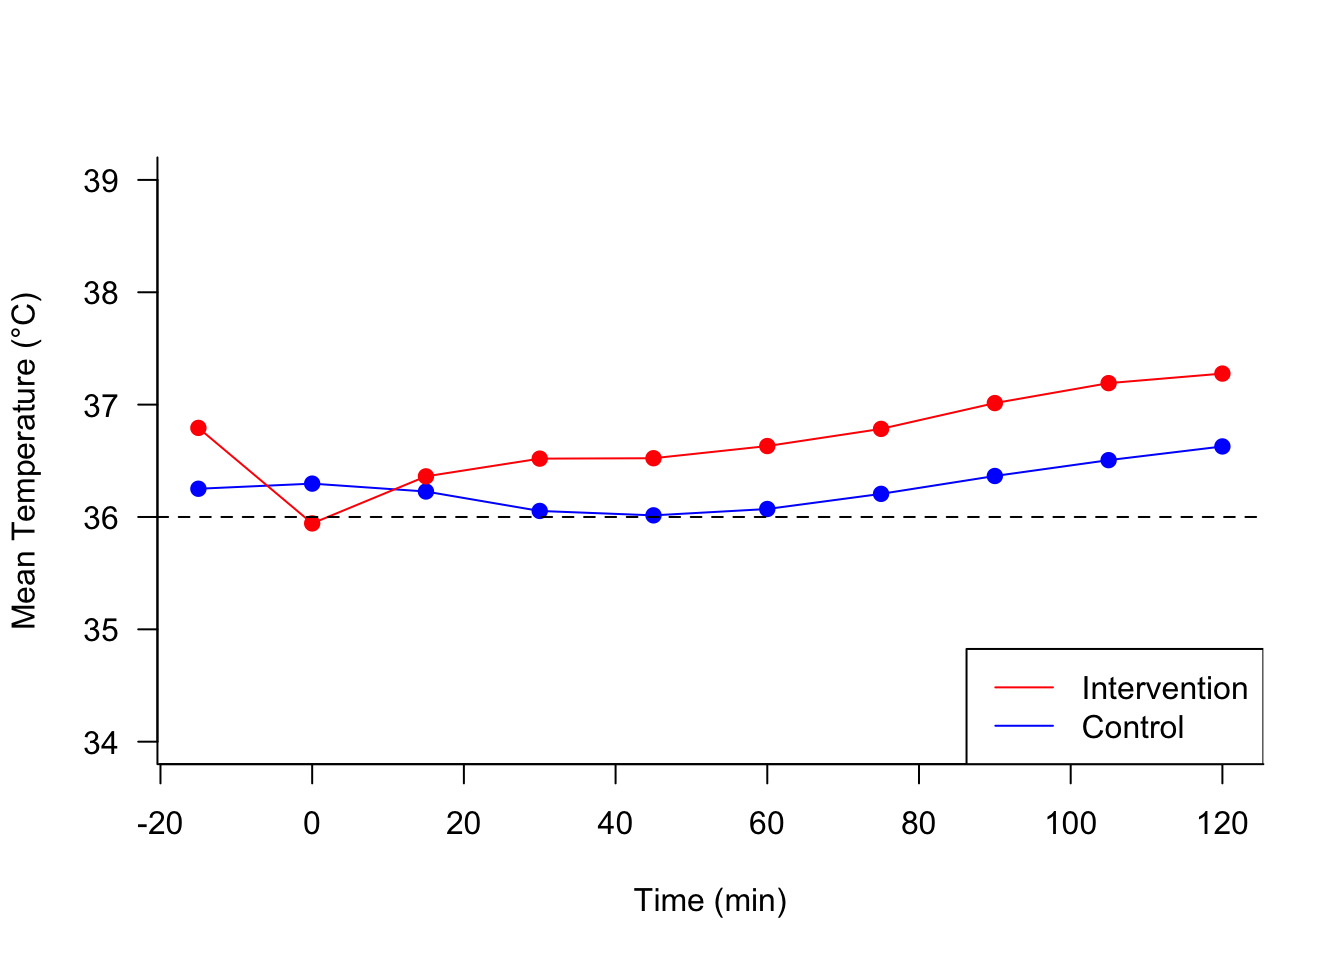 Mean Temperature (°C)
39
38
37
36
35
34
Intervention
Control
-20 0 20 40 60 80 100 120
Time (min)